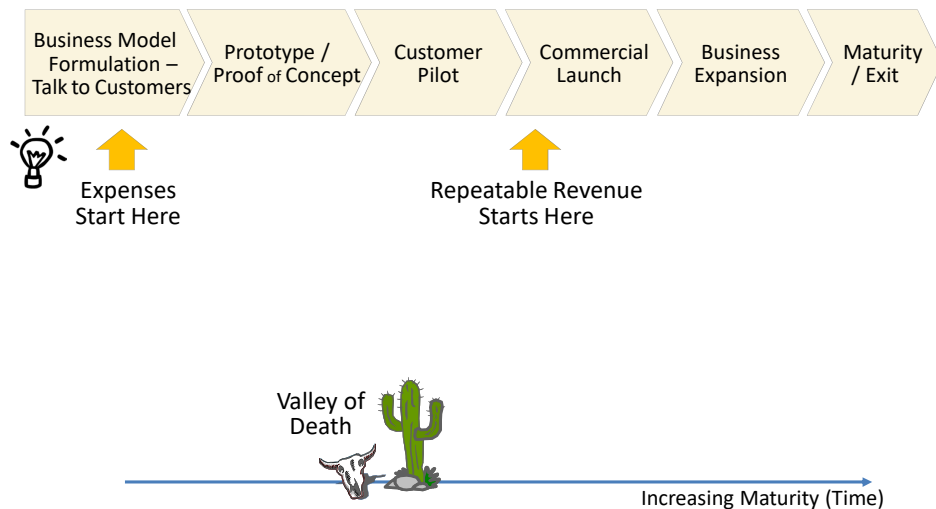 Business Model
Formulation –
Talk to Customers
Prototype /
Proof of Concept
Customer
Pilot
Commercial
Launch
Business
Expansion
Maturity
/ Exit
Expenses
Start Here
Repeatable Revenue
Starts Here
Valley of
Death
Increasing Maturity (Time)